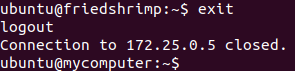 ubuntu@friedshrimp:~$ exit
logout
Connection to 172.25.0.5 closed.
ubuntu@mycomputer:~$